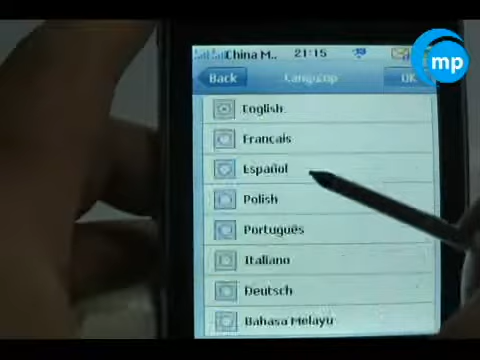 China M.. 21:15
mp
Back OK
English
Français
Español
Polish
Português
Italiano
Deutsch
Bahasa Melayu